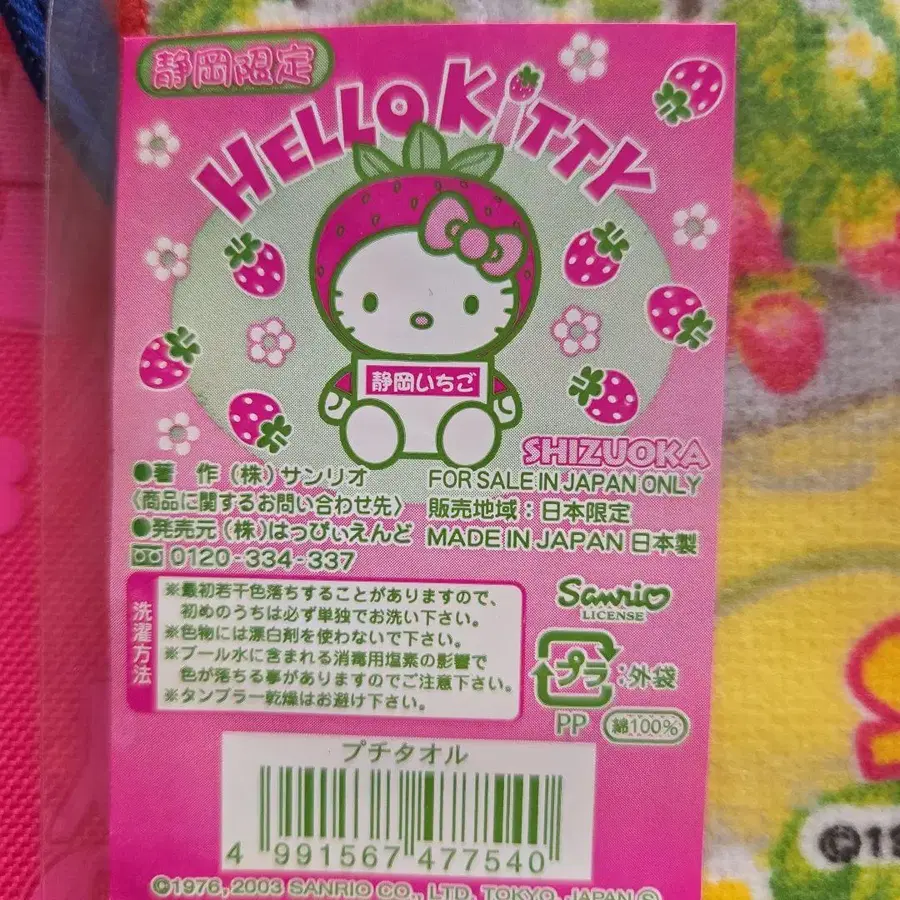 静岡限定
HELLO KITTY
静岡いちご
SHIZUOKA
●著 作(株)サンリオ
〈商品に関するお問い合わせ先〉
●発売元(株)はっぴぃえんど
0120-334-337
FOR SALE IN JAPAN ONLY
販売地域:日本限定
MADE IN JAPAN 日本製
洗濯方法
※最初若干色落ちすることがありますので、
初めのうちは必ず単独でお洗い下さい。
※色物には漂白剤を使わないで下さい。
※プール水に含まれる消毒用塩素の影響で
色が落ちる事がありますのでご注意下さい。
※タンブラー乾燥はお避け下さい。
Sanrio
LICENSE
プラ:外袋
PP 綿100%
プチタオル
4 991567 477540
©1976, 2003 SANRIO CO., LTD. TOKYO, JAPAN
©19